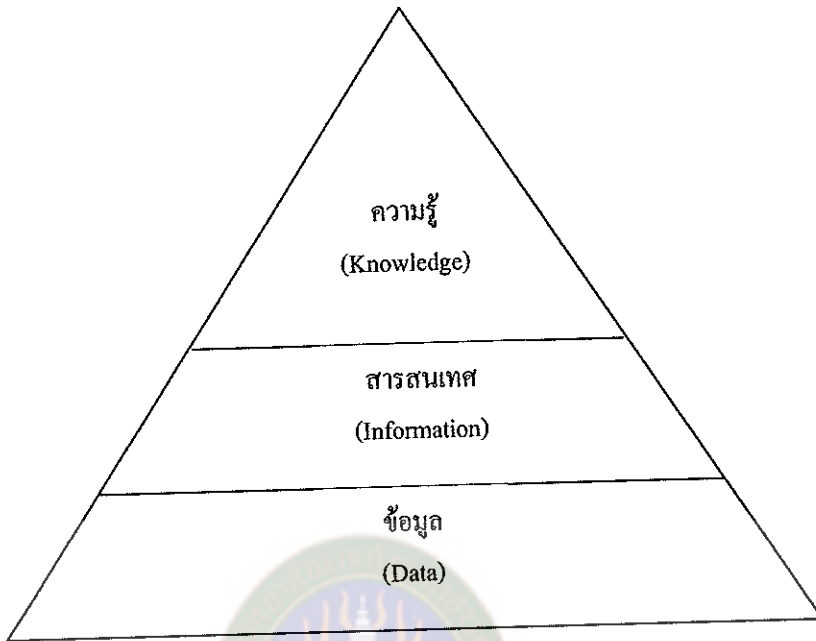 ความรู้
(Knowledge)
สารสนเทศ
(Information)
ข้อมูล
(Data)